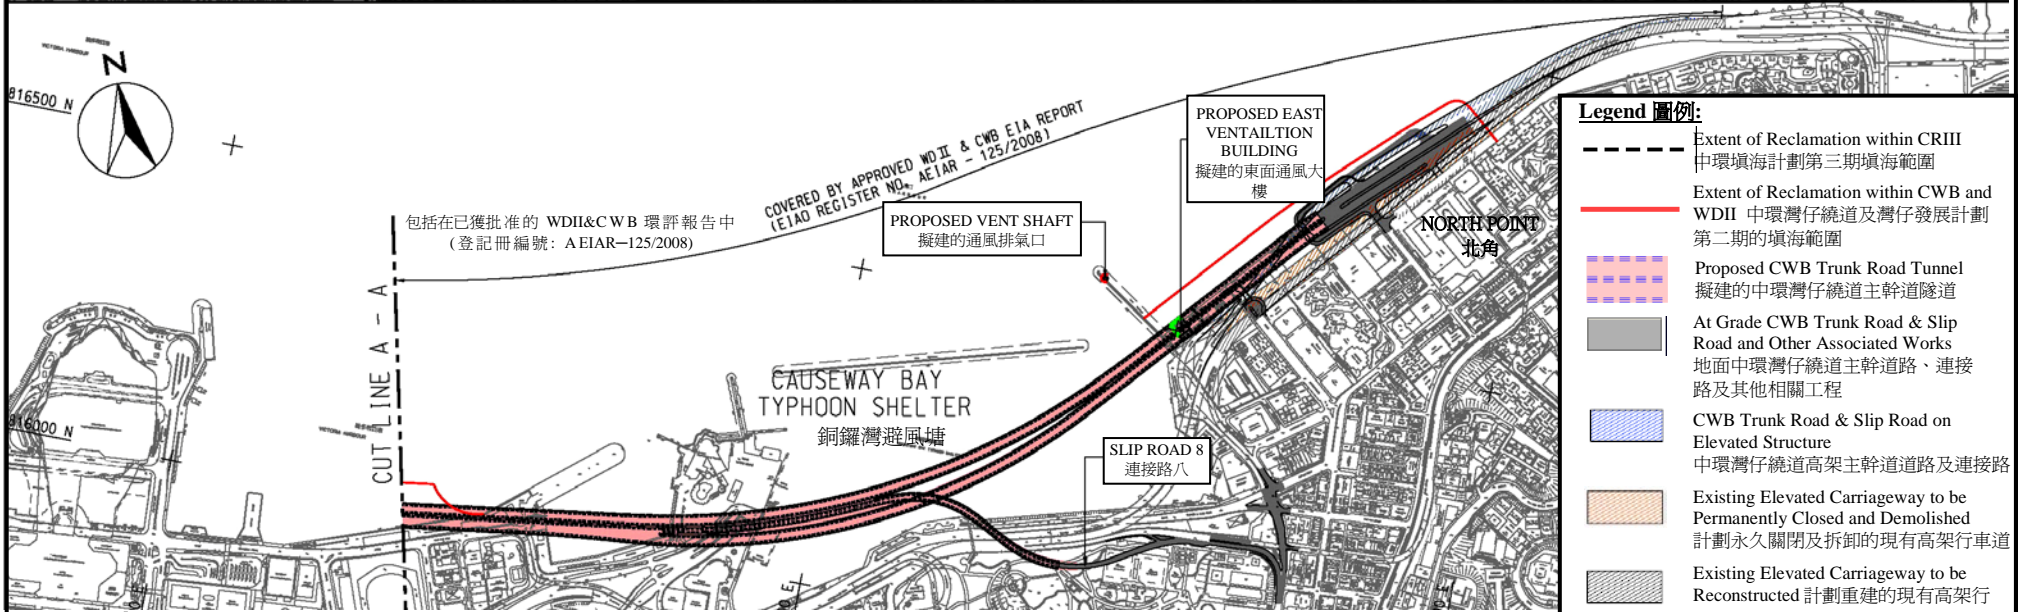 N
816500 N
816000 N
VICTORIA HARBOUR
VICTORIA HARBOUR
CUT LINE A - A
包括在已獲批准的 WDII&CWB 環評報告中
(登記冊編號: AEIAR─125/2008)
COVERED BY APPROVED WDⅡ & CWB EIA REPORT
(EIAO REGISTER NO. AEIAR - 125/2008)
PROPOSED VENT SHAFT
擬建的通風排氣口
PROPOSED EAST
VENTAILTION
BUILDING
擬建的東面通風大
樓
NORTH POINT
北角
CAUSEWAY BAY
TYPHOON SHELTER
銅鑼灣避風塘
SLIP ROAD 8
連接路八
Legend 圖例:
Extent of Reclamation within CRIII
中環填海計劃第三期填海範圍
Extent of Reclamation within CWB and
WDII 中環灣仔繞道及灣仔發展計劃
第二期的填海範圍
Proposed CWB Trunk Road Tunnel
擬建的中環灣仔繞道主幹道隧道
At Grade CWB Trunk Road & Slip
Road and Other Associated Works
地面中環灣仔繞道主幹道路、連接
路及其他相關工程
CWB Trunk Road & Slip Road on
Elevated Structure
中環灣仔繞道高架主幹道道路及連接路
Existing Elevated Carriageway to be
Permanently Closed and Demolished
計劃永久關閉及折卸的現有高架行車道
Existing Elevated Carriageway to be
Reconstructed 計劃重建的現有高架行